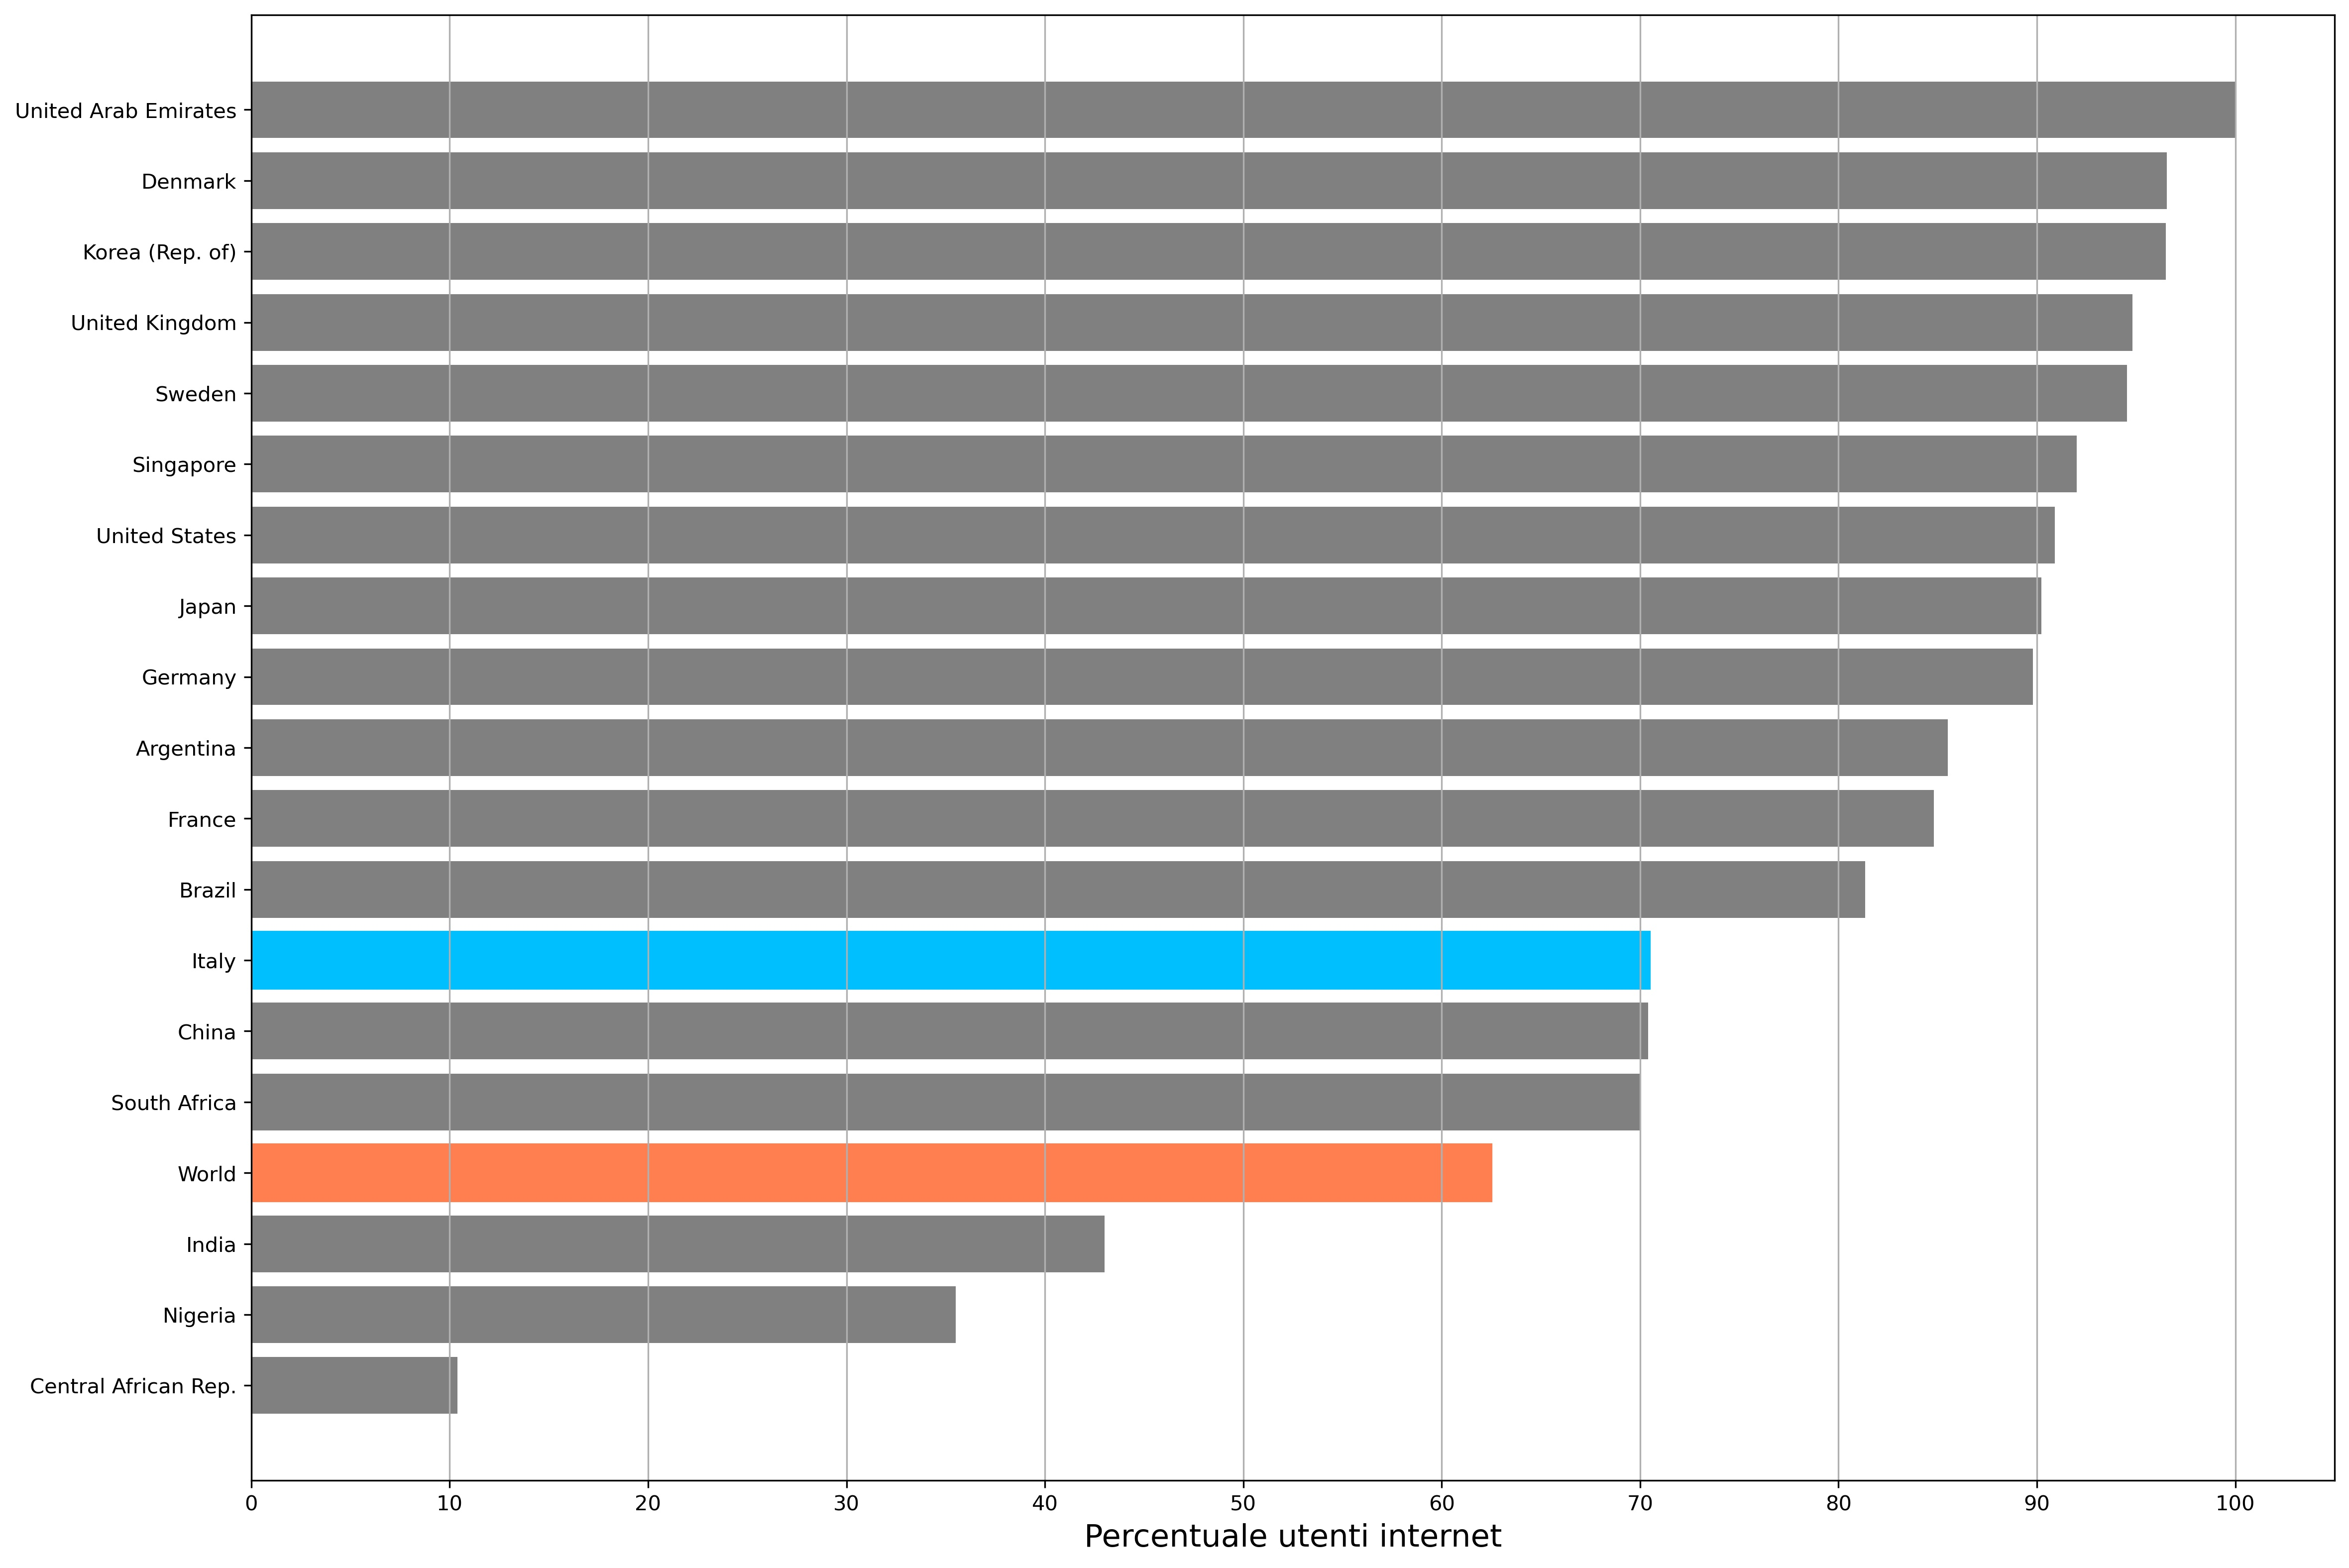 United Arab Emirates
Denmark
Korea (Rep. of)
United Kingdom
Sweden
Singapore
United States
Japan
Germany
Argentina
France
Brazil
Italy
China
South Africa
World
India
Nigeria
Central African Rep.
0 10 20 30 40 50 60 70 80 90 100
Percentuale utenti internet